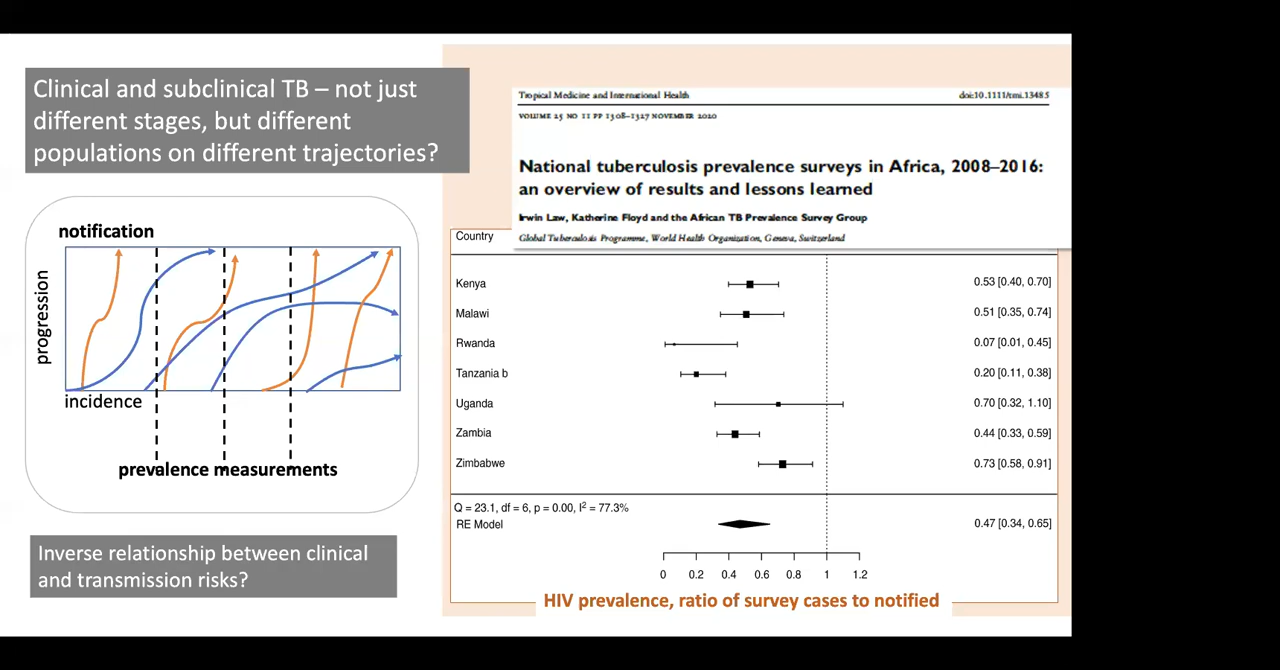 Clinical and subclinical TB – not just
different stages, but different
populations on different trajectories?
notification
progression
incidence
prevalence measurements
Inverse relationship between clinical
and transmission risks?
Tropical Medicine and International Health doi:10.1111/tmi.13485
VOLUME 25 NO 11 PP 1308–1327 NOVEMBER 2020
National tuberculosis prevalence surveys in Africa, 2008–2016:
an overview of results and lessons learned
Irwin Law, Katherine Floyd and the African TB Prevalence Survey Group
Global Tuberculosis Programme, World Health Organization, Geneva, Switzerland
Country
Kenya 0.53 [0.40, 0.70]
Malawi 0.51 [0.35, 0.74]
Rwanda 0.07 [0.01, 0.45]
Tanzania b 0.20 [0.11, 0.38]
Uganda 0.70 [0.32, 1.10]
Zambia 0.44 [0.33, 0.59]
Zimbabwe 0.73 [0.58, 0.91]
Q = 23.1, df = 6, p = 0.00, I² = 77.3%
RE Model 0.47 [0.34, 0.65]
0 0.2 0.4 0.6 0.8 1 1.2
HIV prevalence, ratio of survey cases to notified